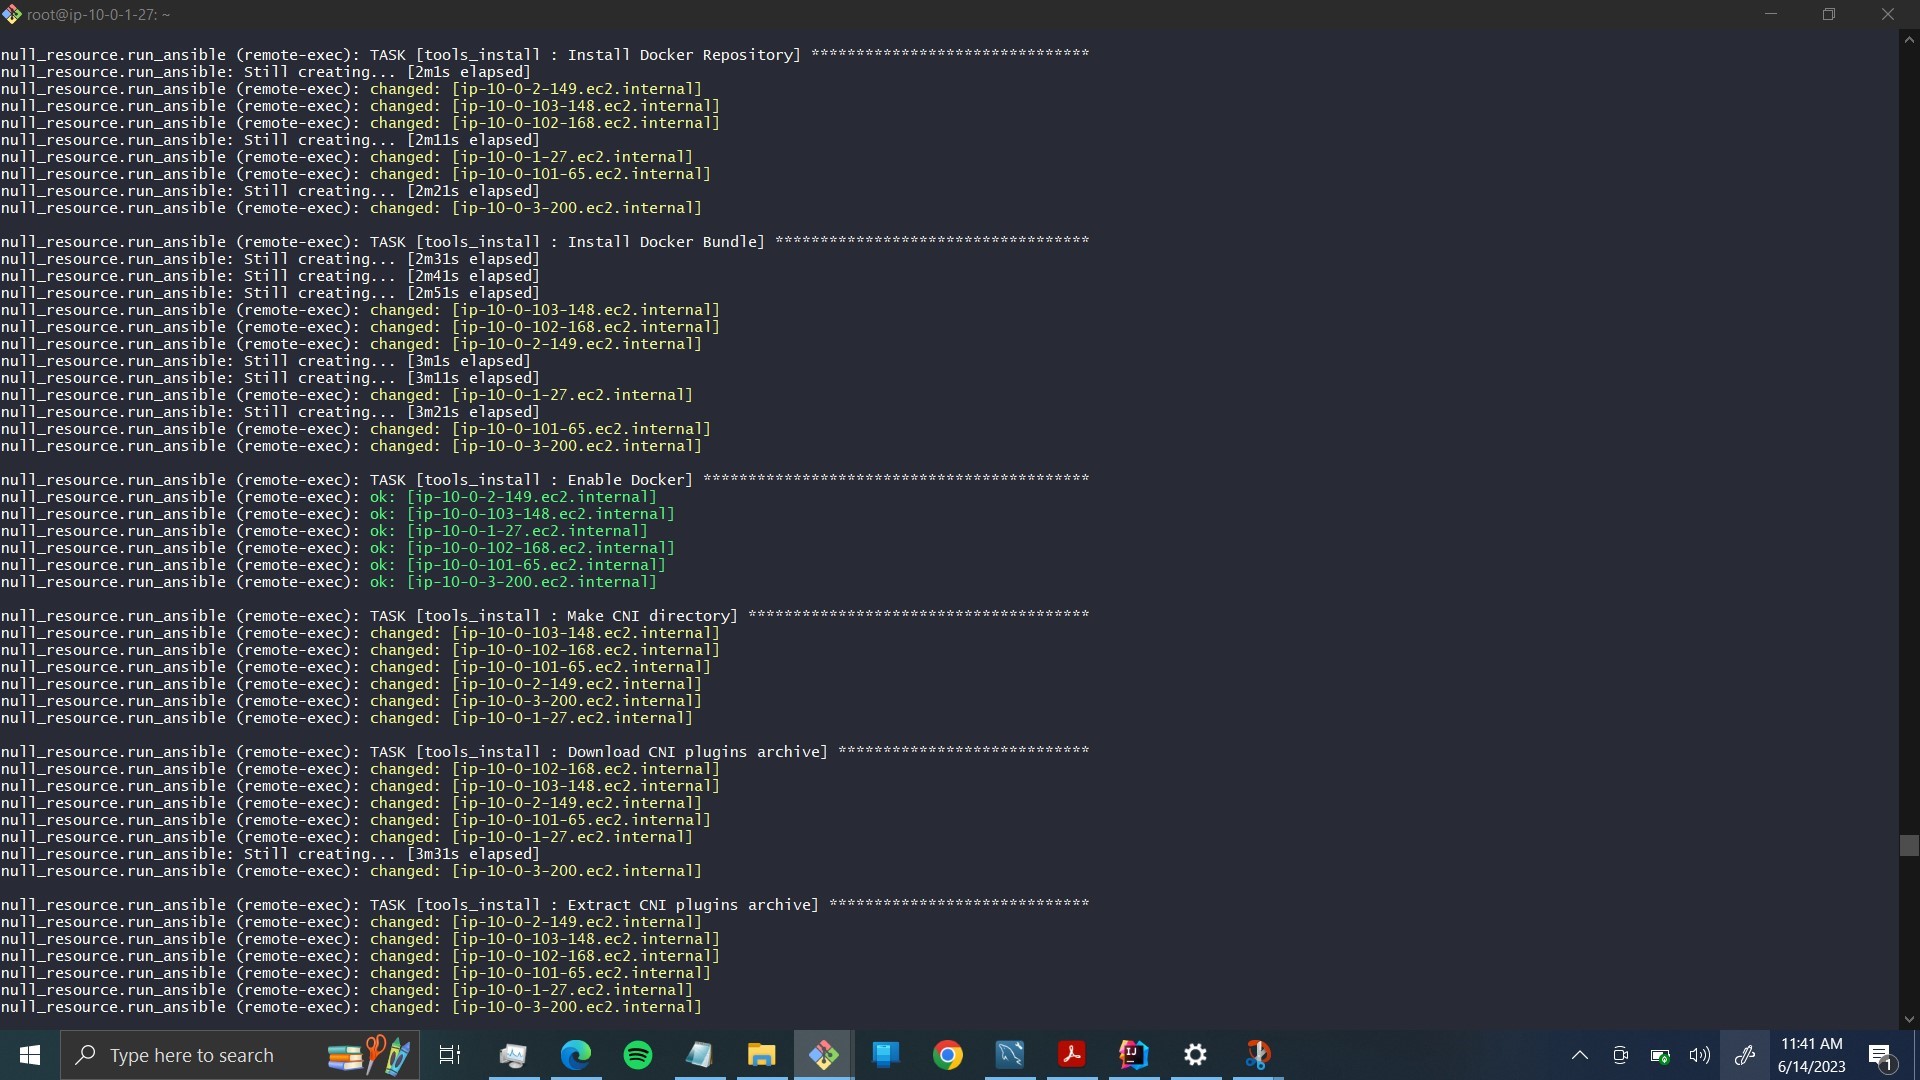 root@ip-10-0-1-27: ~
null_resource.run_ansible (remote-exec): TASK [tools_install : Install Docker Repository] *******************************
null_resource.run_ansible: Still creating... [2m1s elapsed]
null_resource.run_ansible (remote-exec): changed: [ip-10-0-2-149.ec2.internal]
null_resource.run_ansible (remote-exec): changed: [ip-10-0-103-148.ec2.internal]
null_resource.run_ansible (remote-exec): changed: [ip-10-0-102-168.ec2.internal]
null_resource.run_ansible: Still creating... [2m11s elapsed]
null_resource.run_ansible (remote-exec): changed: [ip-10-0-1-27.ec2.internal]
null_resource.run_ansible (remote-exec): changed: [ip-10-0-101-65.ec2.internal]
null_resource.run_ansible: Still creating... [2m21s elapsed]
null_resource.run_ansible (remote-exec): changed: [ip-10-0-3-200.ec2.internal]
null_resource.run_ansible (remote-exec): TASK [tools_install : Install Docker Bundle] ***********************************
null_resource.run_ansible: Still creating... [2m31s elapsed]
null_resource.run_ansible: Still creating... [2m41s elapsed]
null_resource.run_ansible: Still creating... [2m51s elapsed]
null_resource.run_ansible (remote-exec): changed: [ip-10-0-103-148.ec2.internal]
null_resource.run_ansible (remote-exec): changed: [ip-10-0-102-168.ec2.internal]
null_resource.run_ansible (remote-exec): changed: [ip-10-0-2-149.ec2.internal]
null_resource.run_ansible: Still creating... [3m1s elapsed]
null_resource.run_ansible: Still creating... [3m11s elapsed]
null_resource.run_ansible (remote-exec): changed: [ip-10-0-1-27.ec2.internal]
null_resource.run_ansible: Still creating... [3m21s elapsed]
null_resource.run_ansible (remote-exec): changed: [ip-10-0-101-65.ec2.internal]
null_resource.run_ansible (remote-exec): changed: [ip-10-0-3-200.ec2.internal]
null_resource.run_ansible (remote-exec): TASK [tools_install : Enable Docker] *******************************************
null_resource.run_ansible (remote-exec): ok: [ip-10-0-2-149.ec2.internal]
null_resource.run_ansible (remote-exec): ok: [ip-10-0-103-148.ec2.internal]
null_resource.run_ansible (remote-exec): ok: [ip-10-0-1-27.ec2.internal]
null_resource.run_ansible (remote-exec): ok: [ip-10-0-102-168.ec2.internal]
null_resource.run_ansible (remote-exec): ok: [ip-10-0-101-65.ec2.internal]
null_resource.run_ansible (remote-exec): ok: [ip-10-0-3-200.ec2.internal]
null_resource.run_ansible (remote-exec): TASK [tools_install : Make CNI directory] **************************************
null_resource.run_ansible (remote-exec): changed: [ip-10-0-103-148.ec2.internal]
null_resource.run_ansible (remote-exec): changed: [ip-10-0-102-168.ec2.internal]
null_resource.run_ansible (remote-exec): changed: [ip-10-0-101-65.ec2.internal]
null_resource.run_ansible (remote-exec): changed: [ip-10-0-2-149.ec2.internal]
null_resource.run_ansible (remote-exec): changed: [ip-10-0-3-200.ec2.internal]
null_resource.run_ansible (remote-exec): changed: [ip-10-0-1-27.ec2.internal]
null_resource.run_ansible (remote-exec): TASK [tools_install : Download CNI plugins archive] ****************************
null_resource.run_ansible (remote-exec): changed: [ip-10-0-102-168.ec2.internal]
null_resource.run_ansible (remote-exec): changed: [ip-10-0-103-148.ec2.internal]
null_resource.run_ansible (remote-exec): changed: [ip-10-0-2-149.ec2.internal]
null_resource.run_ansible (remote-exec): changed: [ip-10-0-101-65.ec2.internal]
null_resource.run_ansible (remote-exec): changed: [ip-10-0-1-27.ec2.internal]
null_resource.run_ansible: Still creating... [3m31s elapsed]
null_resource.run_ansible (remote-exec): changed: [ip-10-0-3-200.ec2.internal]
null_resource.run_ansible (remote-exec): TASK [tools_install : Extract CNI plugins archive] *****************************
null_resource.run_ansible (remote-exec): changed: [ip-10-0-2-149.ec2.internal]
null_resource.run_ansible (remote-exec): changed: [ip-10-0-103-148.ec2.internal]
null_resource.run_ansible (remote-exec): changed: [ip-10-0-102-168.ec2.internal]
null_resource.run_ansible (remote-exec): changed: [ip-10-0-101-65.ec2.internal]
null_resource.run_ansible (remote-exec): changed: [ip-10-0-1-27.ec2.internal]
null_resource.run_ansible (remote-exec): changed: [ip-10-0-3-200.ec2.internal]
Type here to search
IJ
11:41 AM
6/14/2023
1